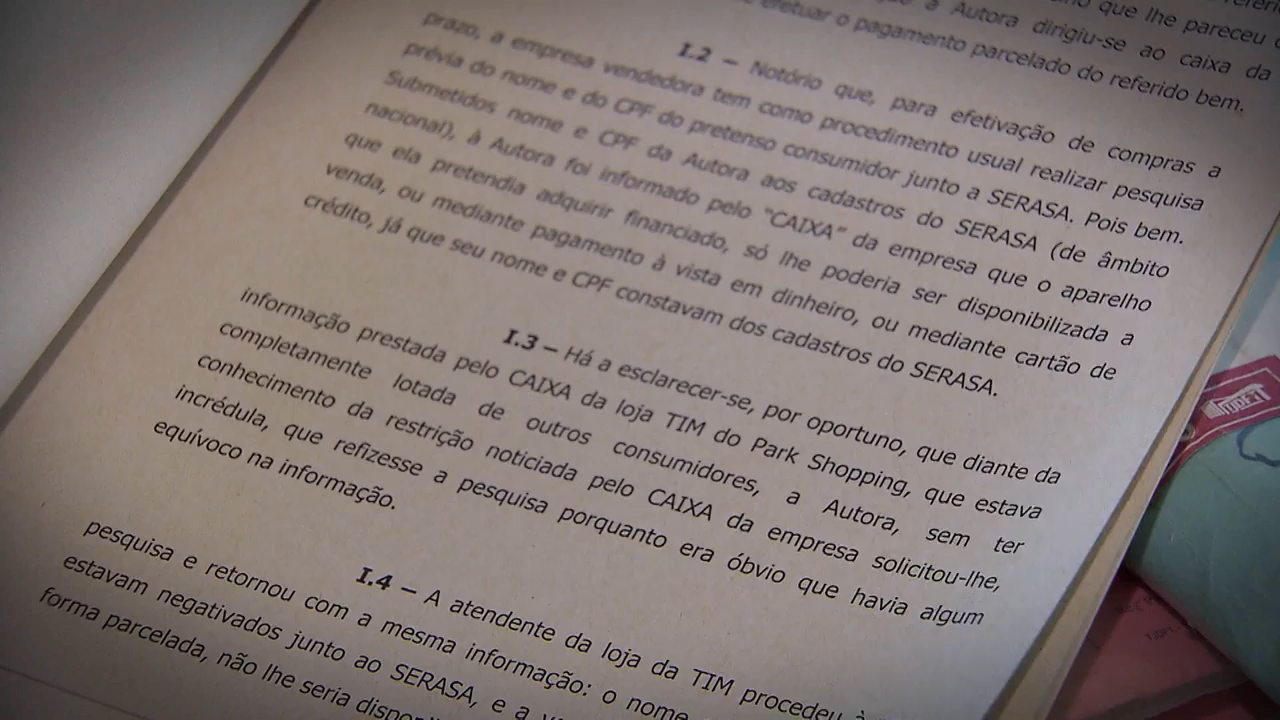 que lhe pareceu
Autora dirigiu-se ao caixa da
efetuar o pagamento parcelado do referido bem.
I.2 – Notório que, para efetivação de compras a
prazo, a empresa vendedora tem como procedimento usual realizar pesquisa
prévia do nome e do CPF do pretenso consumidor junto a SERASA. Pois bem.
Submetidos nome e CPF da Autora aos cadastros do SERASA (de âmbito
nacional), à Autora foi informado pelo "CAIXA" da empresa que o aparelho
que ela pretendia adquirir financiado, só lhe poderia ser disponibilizada a
venda, ou mediante pagamento à vista em dinheiro, ou mediante cartão de
crédito, já que seu nome e CPF constavam dos cadastros do SERASA.
I.3 – Há a esclarecer-se, por oportuno, que diante da
informação prestada pelo CAIXA da loja TIM do Park Shopping, que estava
completamente lotada de outros consumidores, a Autora, sem ter
conhecimento da restrição noticiada pelo CAIXA da empresa solicitou-lhe,
incrédula, que refizesse a pesquisa porquanto era óbvio que havia algum
equívoco na informação.
I.4 – A atendente da loja da TIM procedeu à
pesquisa e retornou com a mesma informação: o nome
estavam negativados junto ao SERASA, e a
forma parcelada, não lhe seria